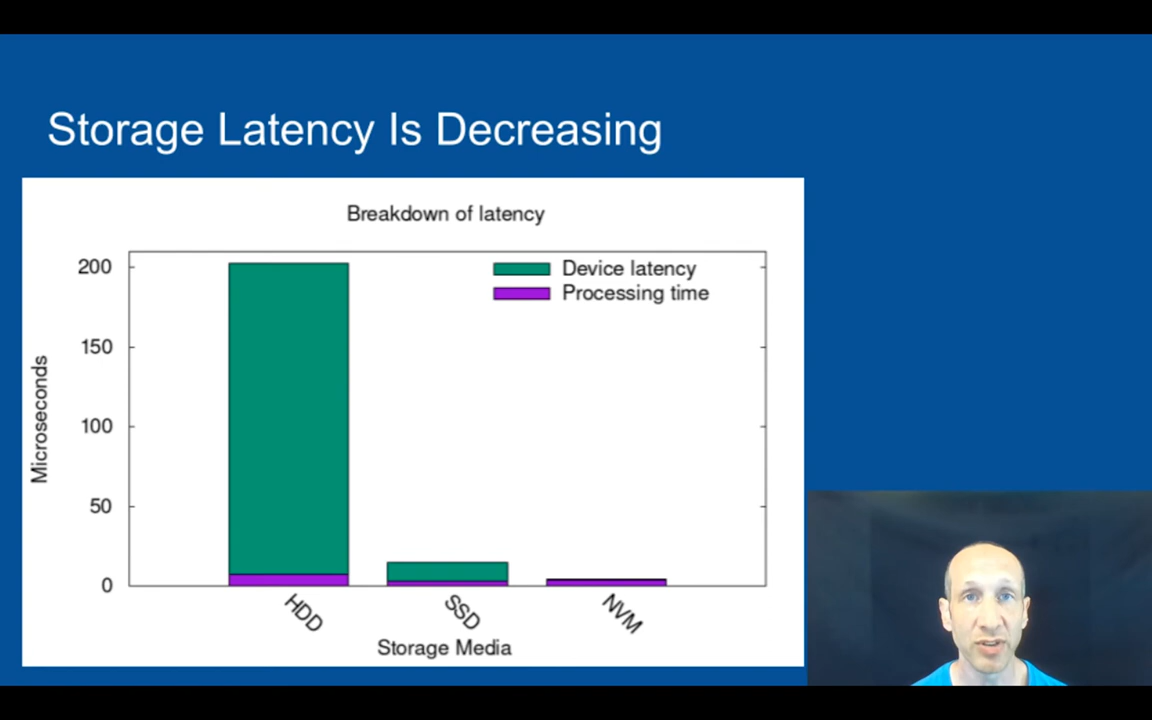 Storage Latency Is Decreasing
Breakdown of latency
Device latency
Processing time
200
150
100
50
0
Microseconds
HDD
SSD
NVM
Storage Media